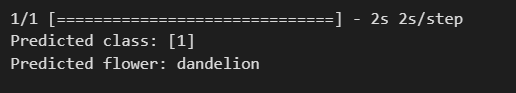 1/1 [==============================] - 2s 2s/step
Predicted class: [1]
Predicted flower: dandelion